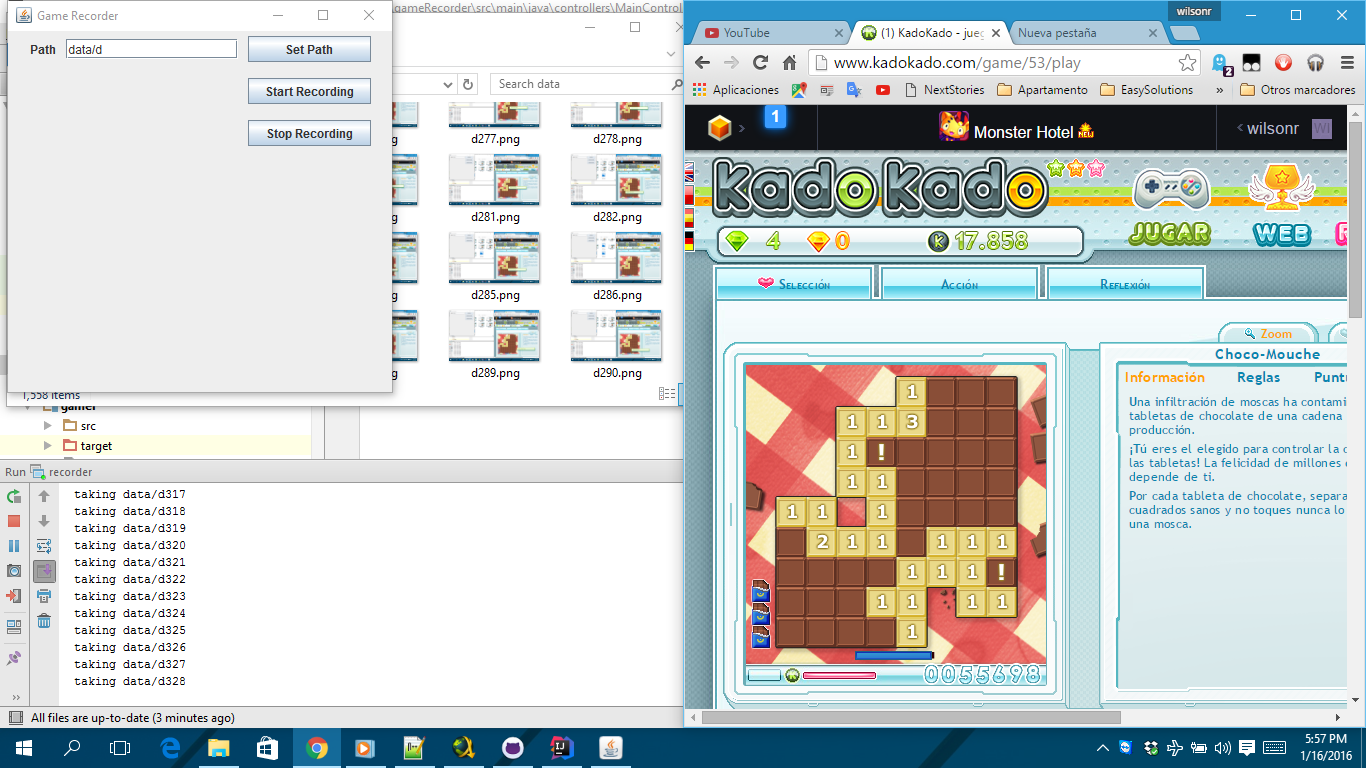 Game Recorder
Path data/d Set Path
Start Recording
Stop Recording
gameRecorder\src\main\java\controllers\MainControl
Search data
d277.png d278.png
d281.png d282.png
d285.png d286.png
d289.png d290.png
1,558 items
gamer
src
target
Run recorder
taking data/d317
taking data/d318
taking data/d319
taking data/d320
taking data/d321
taking data/d322
taking data/d323
taking data/d324
taking data/d325
taking data/d326
taking data/d327
taking data/d328
All files are up-to-date (3 minutes ago)
wilsonr
YouTube (1) KadoKado - jueg Nueva pestaña
www.kadokado.com/game/53/play
2
Aplicaciones NextStories Apartamento EasySolutions » Otros marcadores
1 Monster Hotel NEW wilsonr WI
KadoKado
4 0 K 17.858
JUGAR WEB
Selección Acción Reflexión
Zoom
Choco-Mouche
Información Reglas Puntu
Una infiltración de moscas ha contami
tabletas de chocolate de una cadena
producción.
¡Tú eres el elegido para controlar la c
las tabletas! La felicidad de millones d
depende de ti.
Por cada tableta de chocolate, separa
cuadrados sanos y no toques nunca lo
una mosca.
1
1 1 3
1 !
1 1
1 1 1
2 1 1 1 1 1
1 1 1 !
1 1 1 1
1
0055698
5:57 PM
1/16/2016